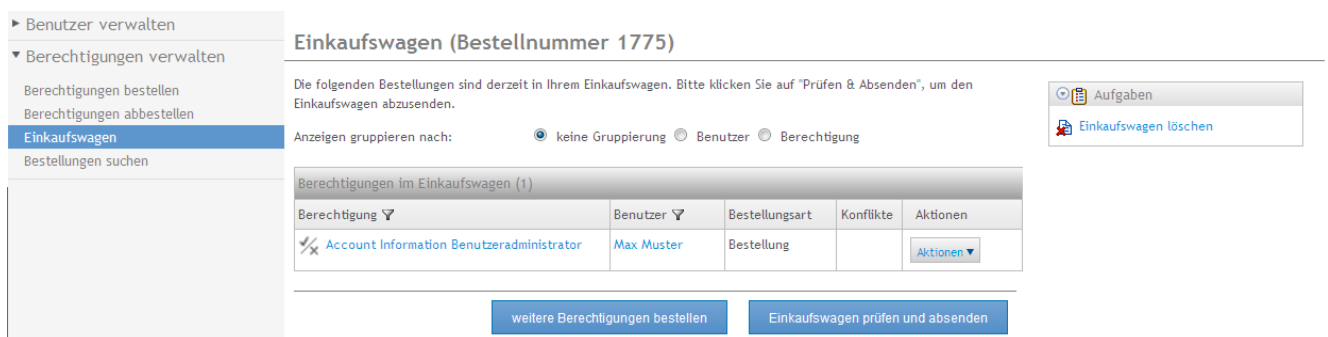 Benutzer verwalten
Berechtigungen verwalten
Berechtigungen bestellen
Berechtigungen abbestellen
Einkaufswagen
Bestellungen suchen
Einkaufswagen (Bestellnummer 1775)
Die folgenden Bestellungen sind derzeit in Ihrem Einkaufswagen. Bitte klicken Sie auf "Prüfen & Absenden", um den
Einkaufswagen abzusenden.
Anzeigen gruppieren nach: keine Gruppierung Benutzer Berechtigung
Berechtigungen im Einkaufswagen (1)
Berechtigung Benutzer Bestellungsart Konflikte Aktionen
Account Information Benutzeradministrator Max Muster Bestellung Aktionen
weitere Berechtigungen bestellen Einkaufswagen prüfen und absenden
Aufgaben
Einkaufswagen löschen